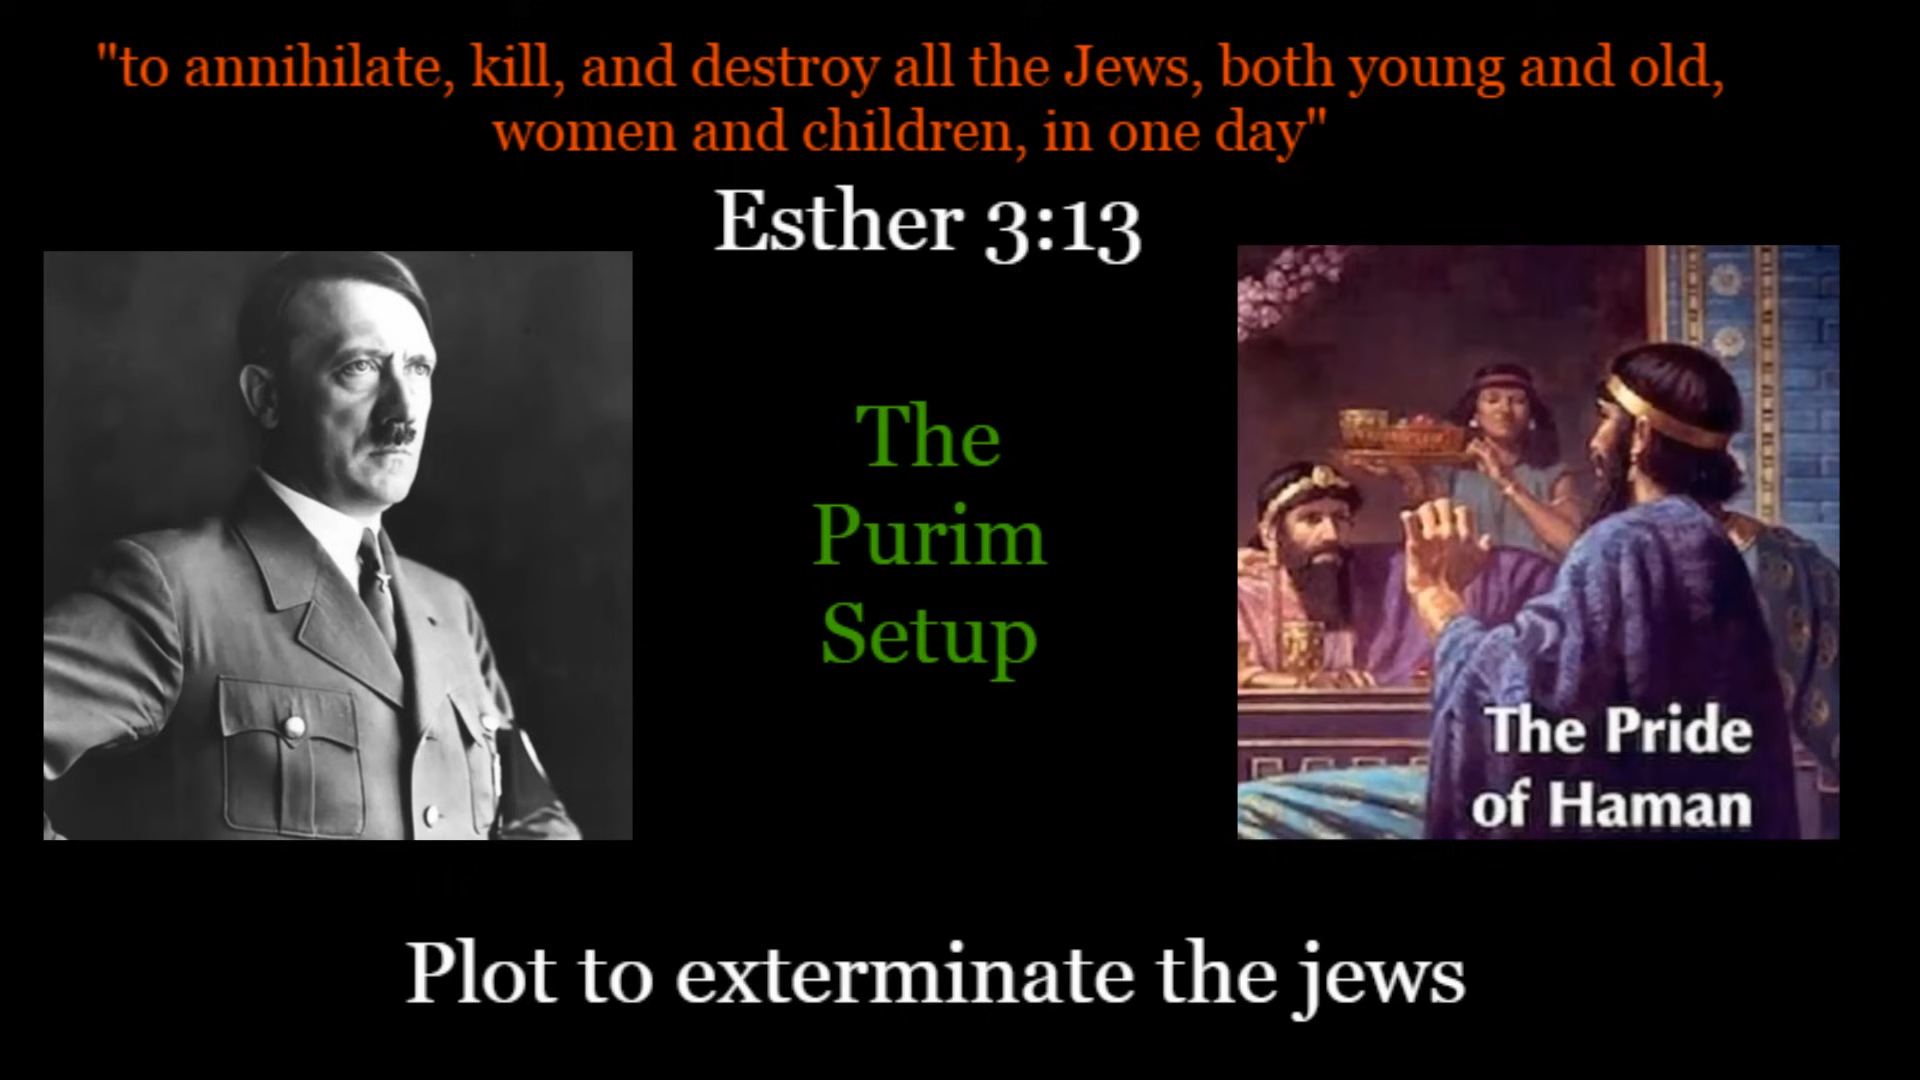 "to annihilate, kill, and destroy all the Jews, both young and old,
women and children, in one day"
Esther 3:13
The
Purim
Setup
The Pride
of Haman
Plot to exterminate the jews